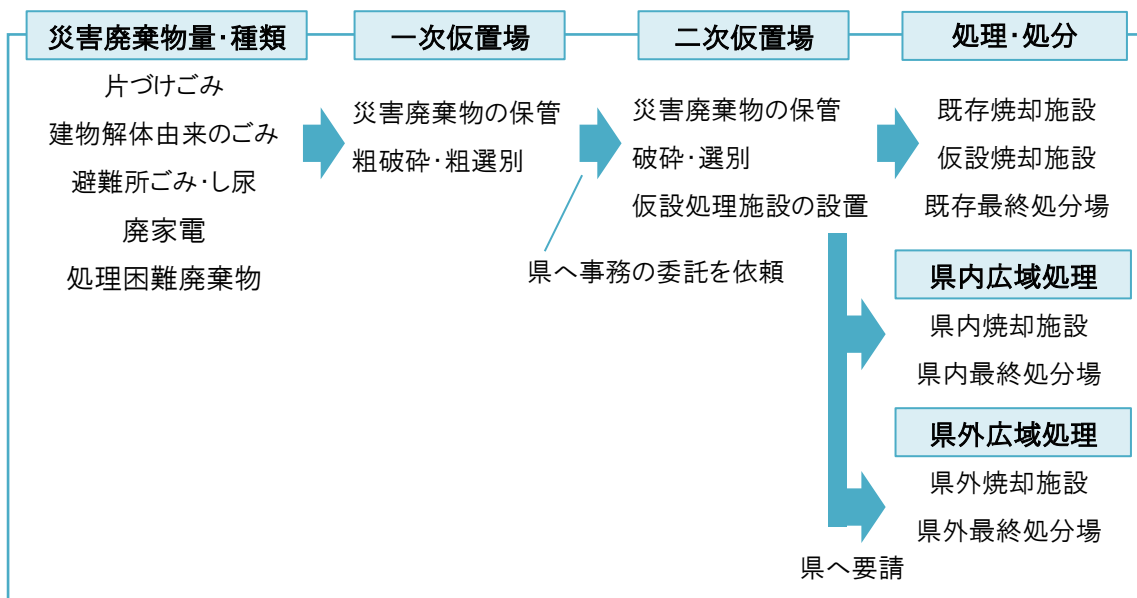 災害廃棄物量・種類
片づけごみ
建物解体由来のごみ
避難所ごみ・し尿
廃家電
処理困難廃棄物
一次仮置場
災害廃棄物の保管
粗破砕・粗選別
県へ事務の委託を依頼
二次仮置場
災害廃棄物の保管
破砕・選別
仮設処理施設の設置
処理・処分
既存焼却施設
仮設焼却施設
既存最終処分場
県内広域処理
県内焼却施設
県内最終処分場
県外広域処理
県外焼却施設
県外最終処分場
県へ要請